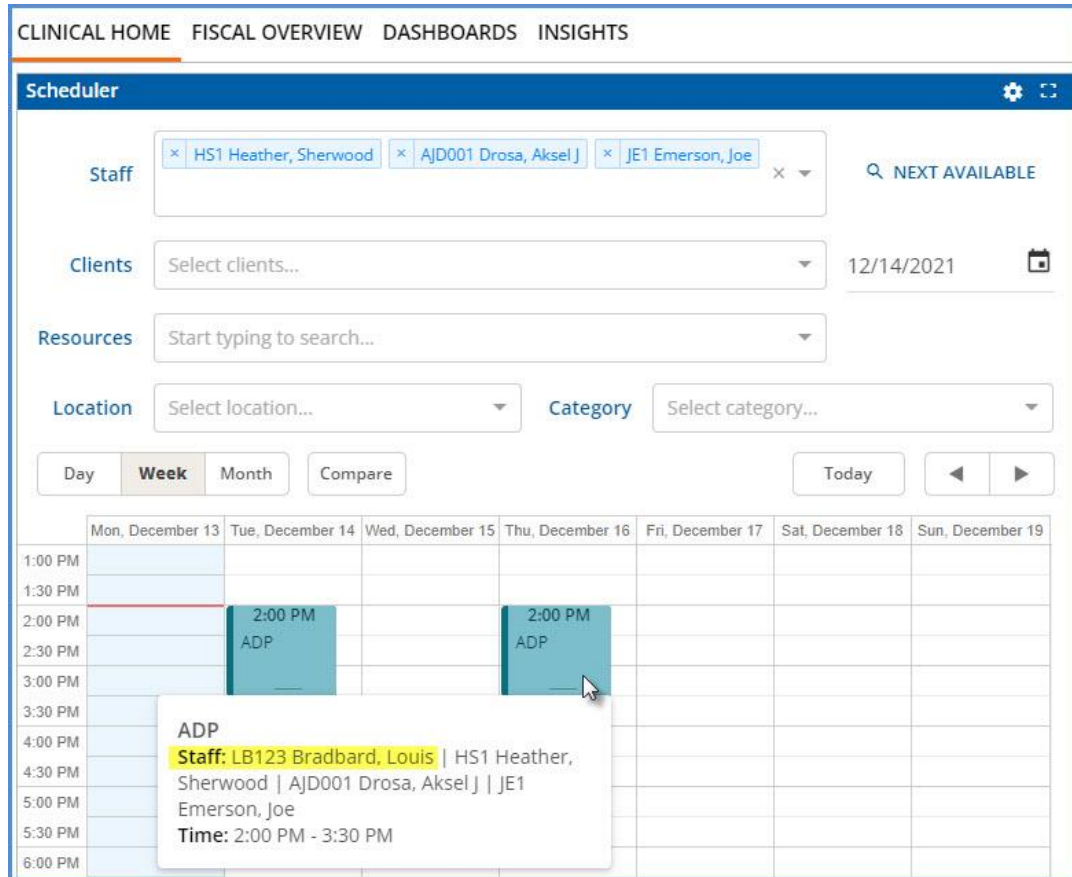 CLINICAL HOME FISCAL OVERVIEW DASHBOARDS INSIGHTS
Scheduler
Staff
× HS1 Heather, Sherwood × AJD001 Drosa, Aksel J × JE1 Emerson, Joe
NEXT AVAILABLE
Clients Select clients... 12/14/2021
Resources Start typing to search...
Location Select location... Category Select category...
Day Week Month Compare Today
Mon, December 13 Tue, December 14 Wed, December 15 Thu, December 16 Fri, December 17 Sat, December 18 Sun, December 19
1:00 PM
1:30 PM
2:00 PM 2:00 PM 2:00 PM
2:30 PM ADP ADP
3:00 PM
3:30 PM
4:00 PM
4:30 PM
5:00 PM
5:30 PM
6:00 PM
ADP
Staff: LB123 Bradbard, Louis | HS1 Heather,
Sherwood | AJD001 Drosa, Aksel J | JE1
Emerson, Joe
Time: 2:00 PM - 3:30 PM